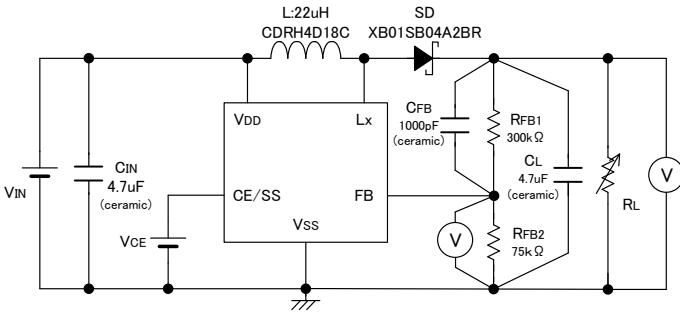 L:22uH
CDRH4D18C
SD
XB01SB04A2BR
VDD
Lx
CFB
1000pF
(ceramic)
RFB1
300kΩ
CIN
4.7uF
(ceramic)
VIN
CE/SS
FB
CL
4.7uF
(ceramic)
RL
V
VCE
VSS
V
RFB2
75kΩ